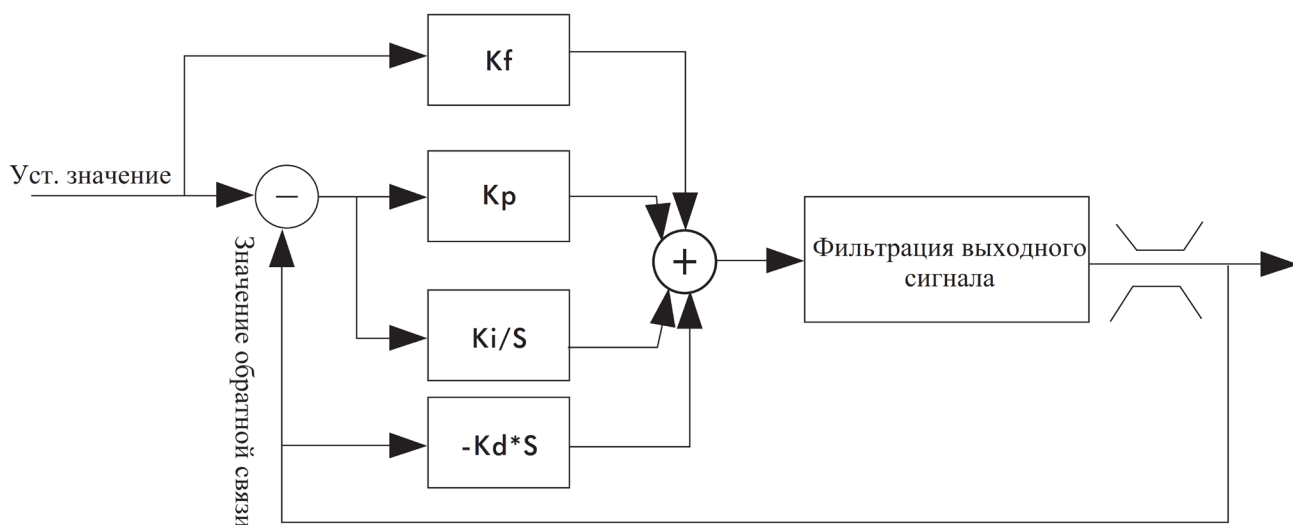 Kf
Уст. значение
−
Kp
Значение обратной связи
+
Фильтрация выходного
сигнала
Ki/S
-Kd*S